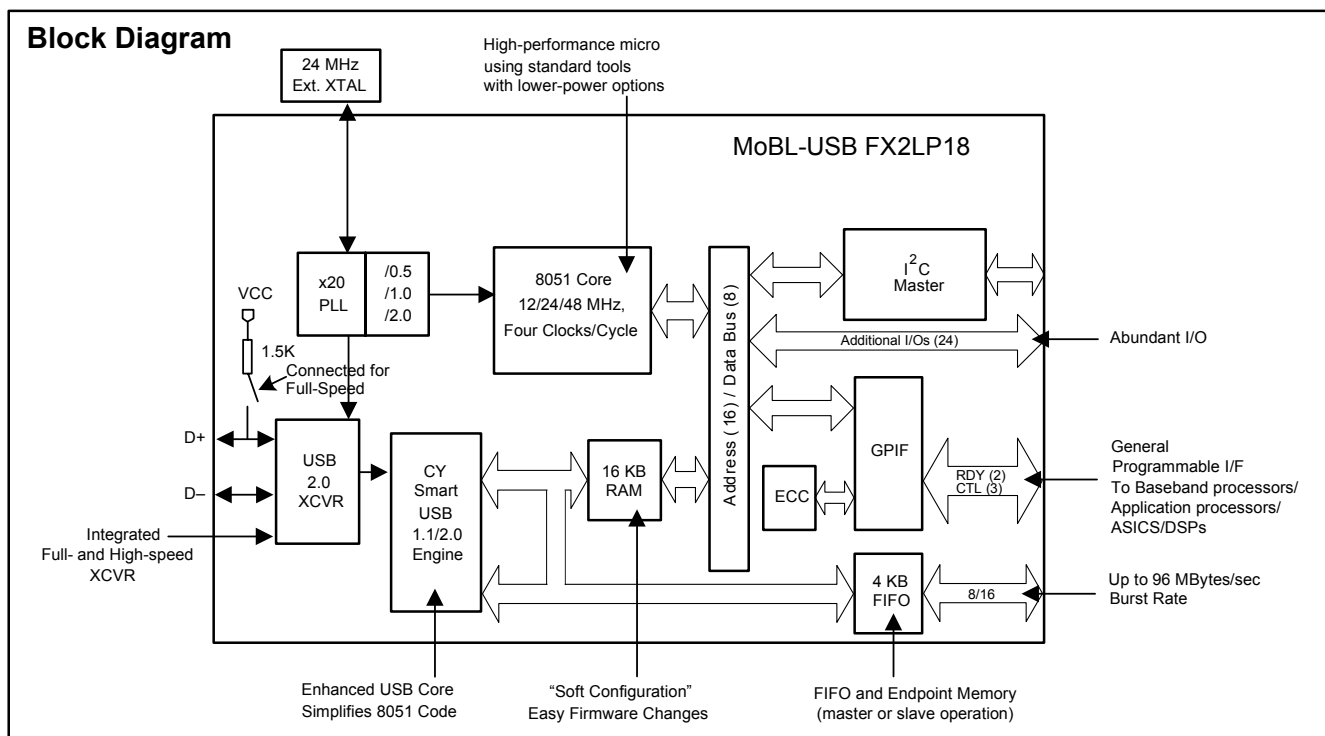 Block Diagram
24 MHz
Ext. XTAL
High-performance micro
using standard tools
with lower-power options
MoBL-USB FX2LP18
x20
PLL
/0.5
/1.0
/2.0
8051 Core
12/24/48 MHz,
Four Clocks/Cycle
Address (16) / Data Bus (8)
I2C
Master
Additional I/Os (24)
Abundant I/O
VCC
1.5K
Connected for
Full-Speed
D+
D–
USB
2.0
XCVR
Integrated
Full- and High-speed
XCVR
CY
Smart
USB
1.1/2.0
Engine
16 KB
RAM
ECC
GPIF
RDY (2)
CTL (3)
General
Programmable I/F
To Baseband processors/
Application processors/
ASICS/DSPs
4 KB
FIFO
8/16
Up to 96 MBytes/sec
Burst Rate
Enhanced USB Core
Simplifies 8051 Code
“Soft Configuration”
Easy Firmware Changes
FIFO and Endpoint Memory
(master or slave operation)